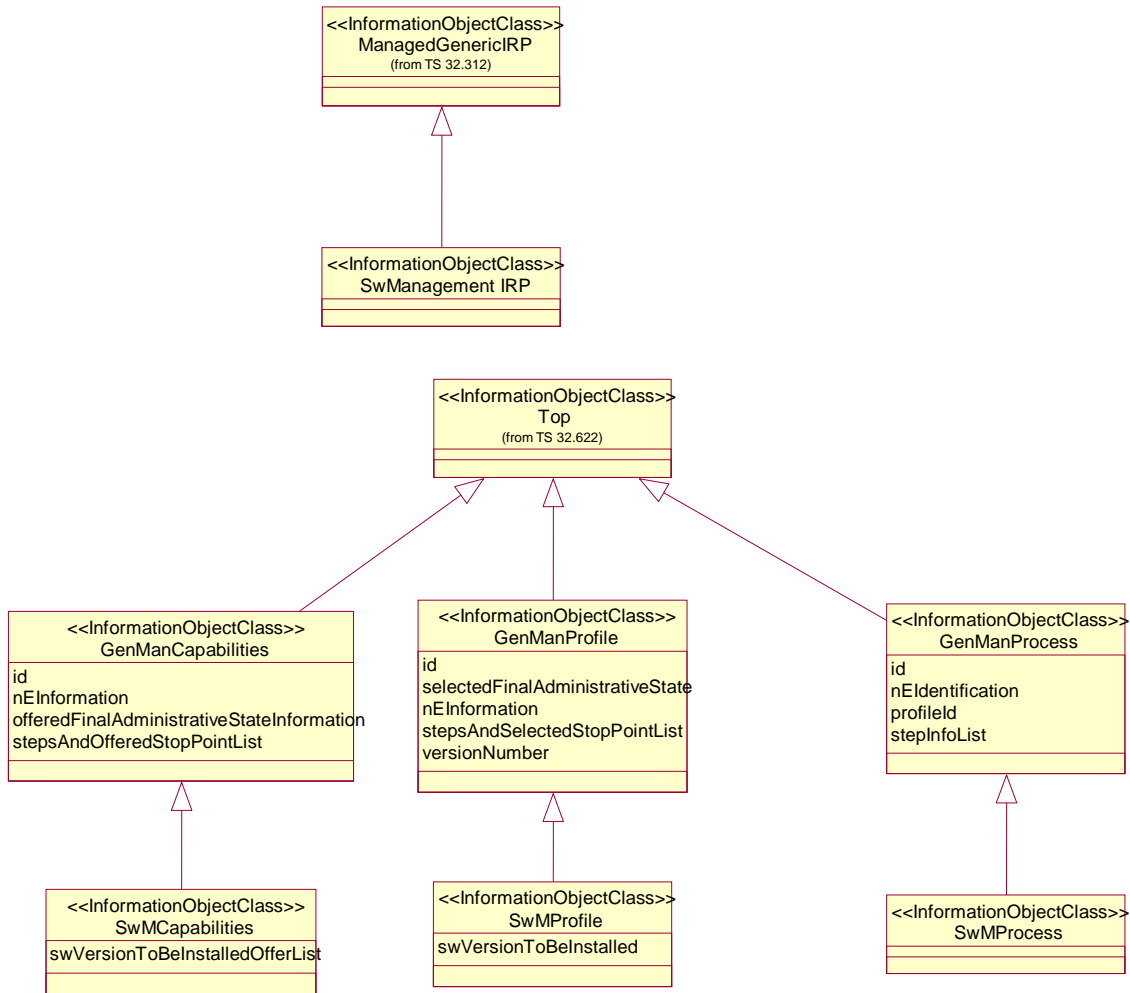 <<InformationObjectClass>>
ManagedGenericIRP
(from TS 32.312)
<<InformationObjectClass>>
SwManagement IRP
<<InformationObjectClass>>
Top
(from TS 32.622)
<<InformationObjectClass>>
GenManCapabilities
id
nEInformation
offeredFinalAdministrativeStateInformation
stepsAndOfferedStopPointList
<<InformationObjectClass>>
GenManProfile
id
selectedFinalAdministrativeState
nEInformation
stepsAndSelectedStopPointList
versionNumber
<<InformationObjectClass>>
GenManProcess
id
nEIdentification
profileId
stepInfoList
<<InformationObjectClass>>
SwMCapabilities
swVersionToBeInstalledOfferList
<<InformationObjectClass>>
SwMProfile
swVersionToBeInstalled
<<InformationObjectClass>>
SwMProcess